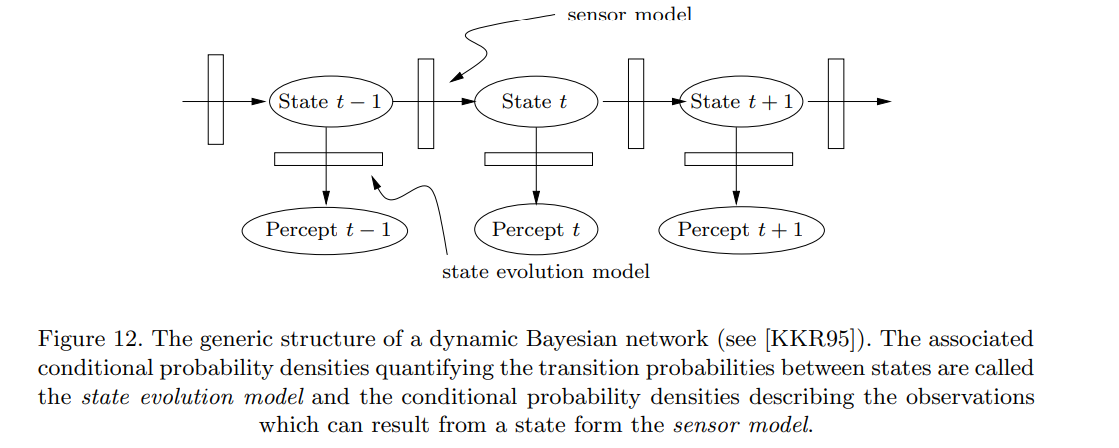 sensor model
State t − 1
State t
State t + 1
Percept t − 1
Percept t
Percept t + 1
state evolution model
Figure 12. The generic structure of a dynamic Bayesian network (see [KKR95]). The associated
conditional probability densities quantifying the transition probabilities between states are called
the state evolution model and the conditional probability densities describing the observations
which can result from a state form the sensor model.